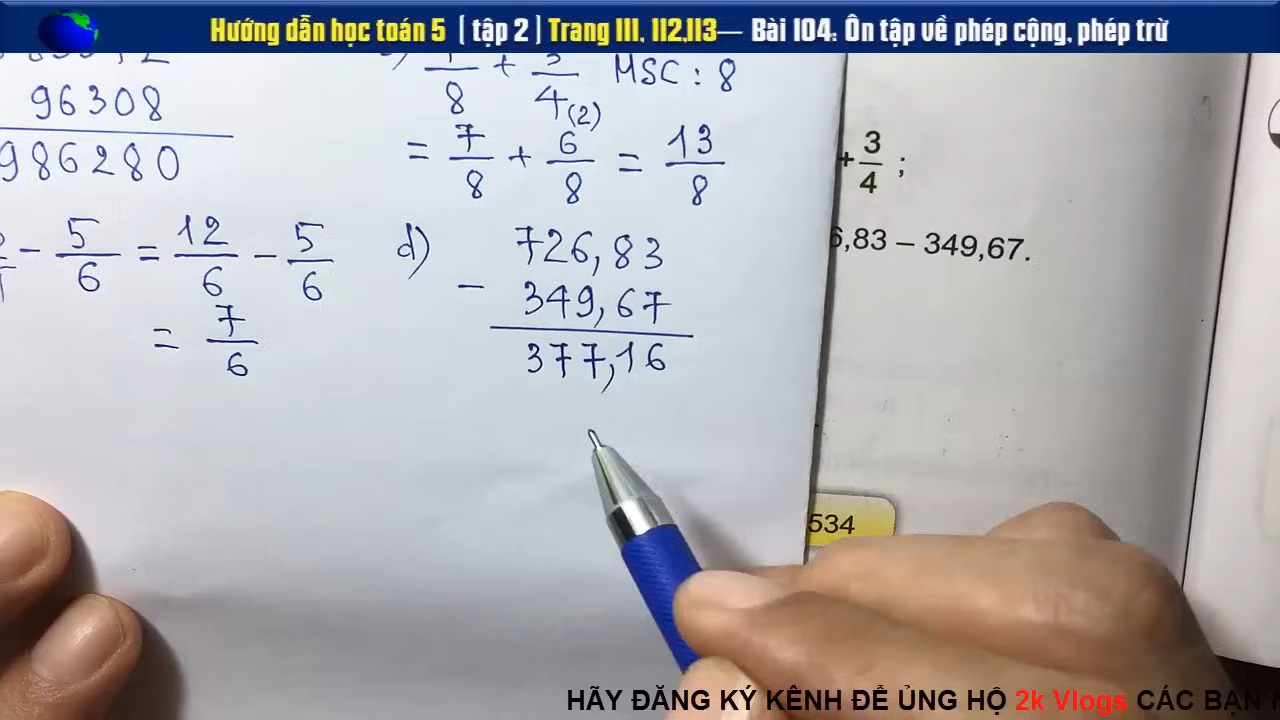 Hướng dẫn học toán 5 ( tập 2 ) Trang 111, 112,113— Bài 104: Ôn tập về phép cộng, phép trừ
MSC : 8
96308
986280
8 + 4(2)
= 7/8 + 6/8 = 13/8
- 5/6 = 12/6 - 5/6
= 7/6
d) 726,83
- 349,67
377,16
+ 3/4 ;
6,83 – 349,67.
534
HÃY ĐĂNG KÝ KÊNH ĐỂ ỦNG HỘ 2k Vlogs CÁC BẠN